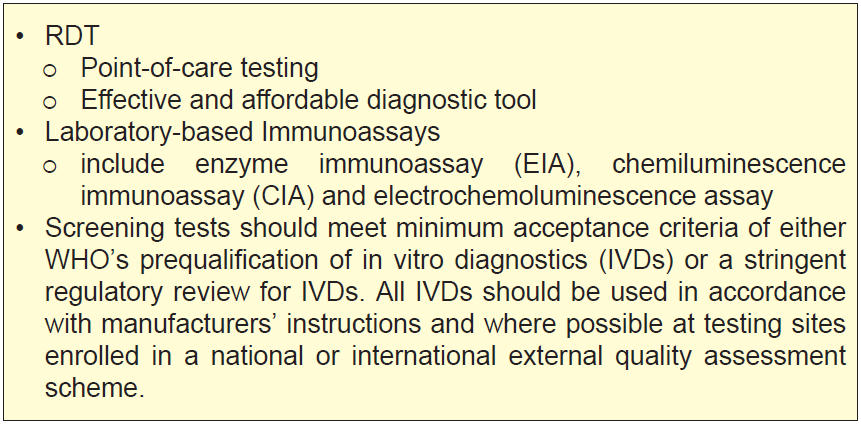 • RDT
o Point-of-care testing
o Effective and affordable diagnostic tool
• Laboratory-based Immunoassays
o include enzyme immunoassay (EIA), chemiluminescence
immunoassay (CIA) and electrochemoluminescence assay
• Screening tests should meet minimum acceptance criteria of either
WHO's prequalification of in vitro diagnostics (IVDs) or a stringent
regulatory review for IVDs. All IVDs should be used in accordance
with manufacturers' instructions and where possible at testing sites
enrolled in a national or international external quality assessment
scheme.